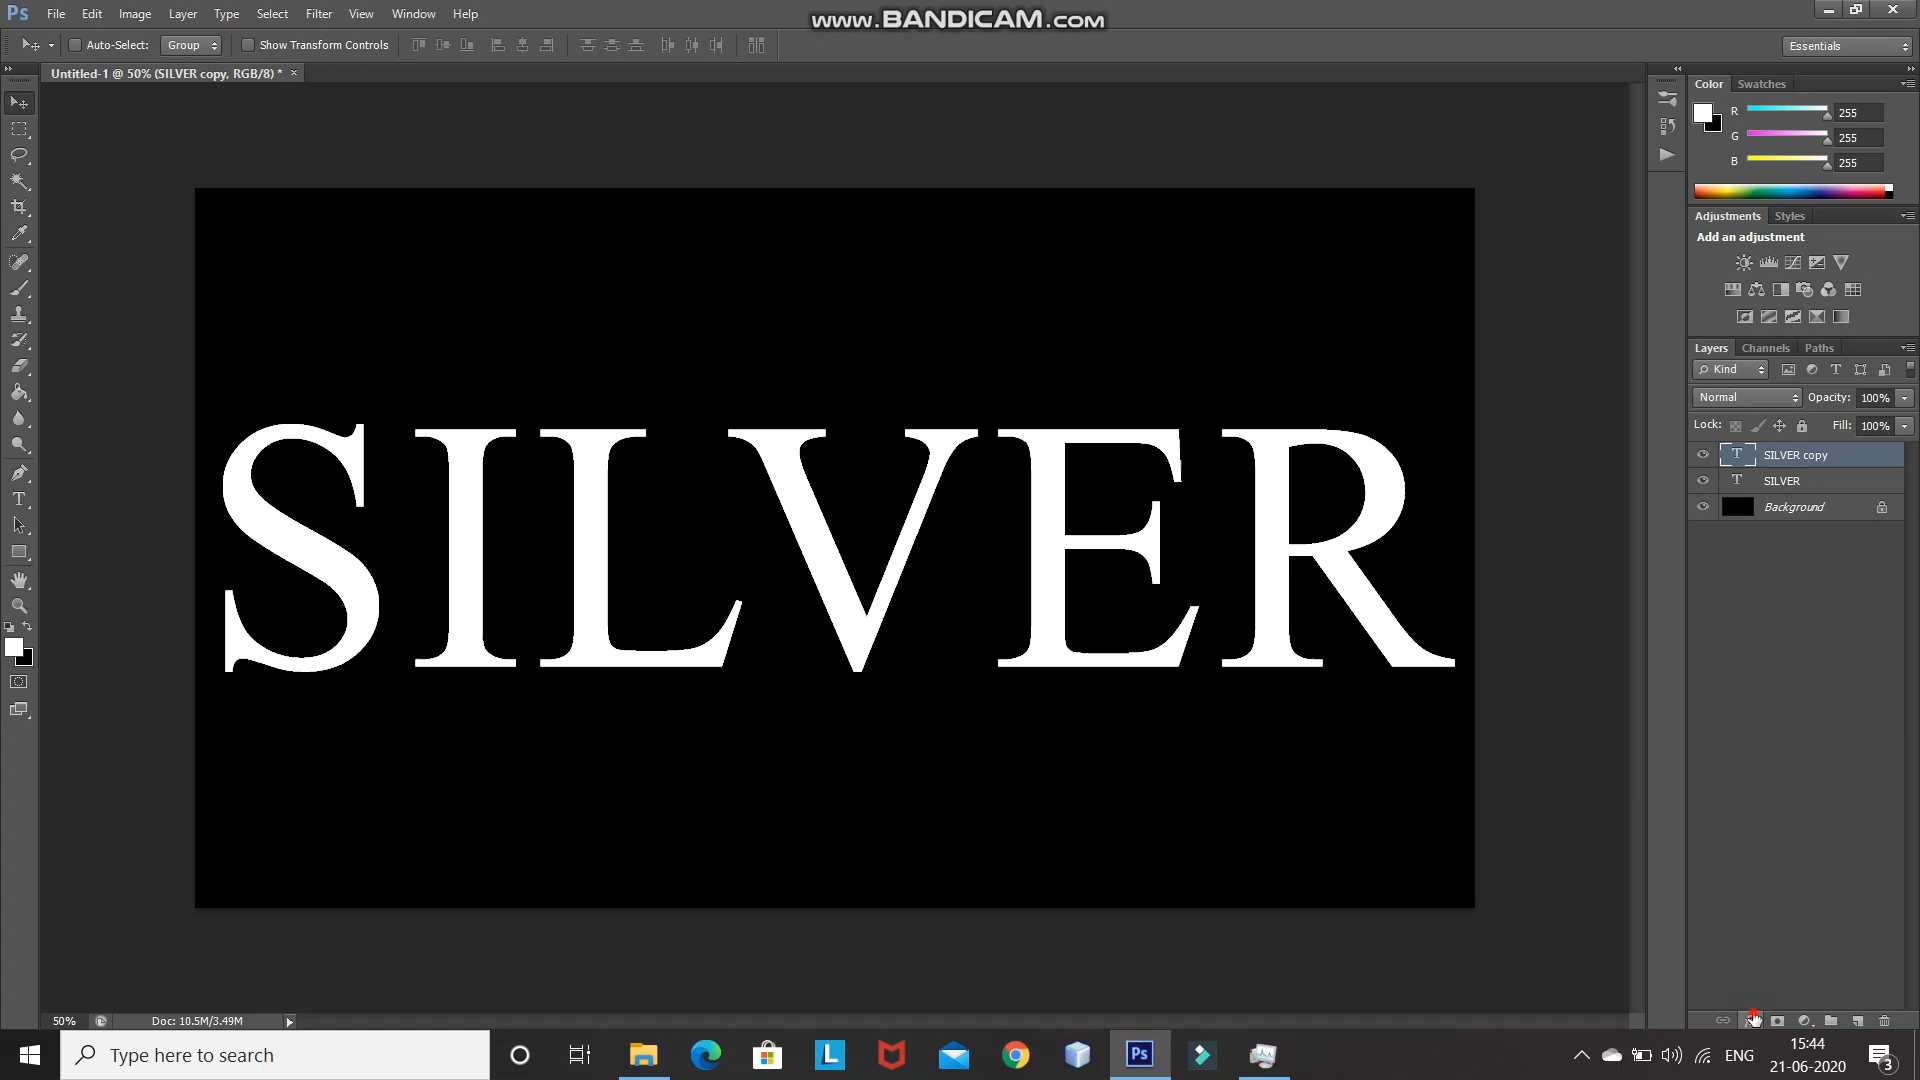 Ps File Edit Image Layer Type Select Filter View Window Help
www.BANDICAM.com
Auto-Select: Group Show Transform Controls
Essentials
Untitled-1 @ 50% (SILVER copy, RGB/8) * ×
Color Swatches
R 255
G 255
B 255
Adjustments Styles
Add an adjustment
Layers Channels Paths
Kind
Normal Opacity: 100%
Lock: Fill: 100%
T SILVER copy
T SILVER
Background
SILVER
50% Doc: 10.5M/3.49M
Type here to search
L
Ps
ENG
15:44
21-06-2020
3